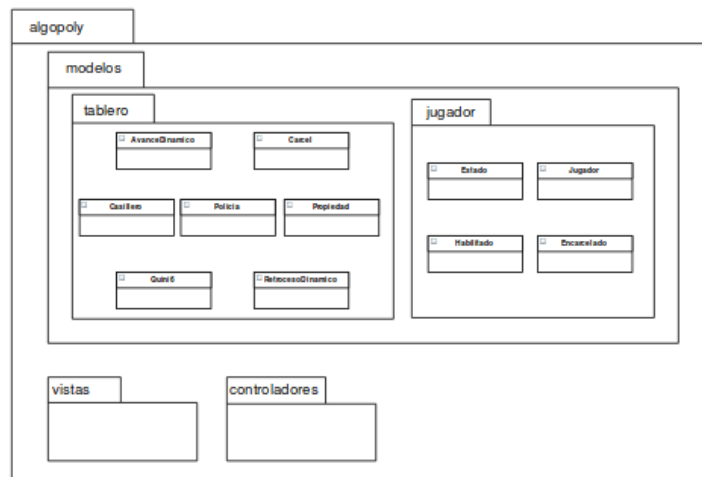 algopoly
modelos
tablero
AvanceDinamico
Carcel
Casillero
Policia
Propiedad
Quini6
RetrocesoDinamico
jugador
Estado
Jugador
Habilitado
Encarcelado
vistas
controladores